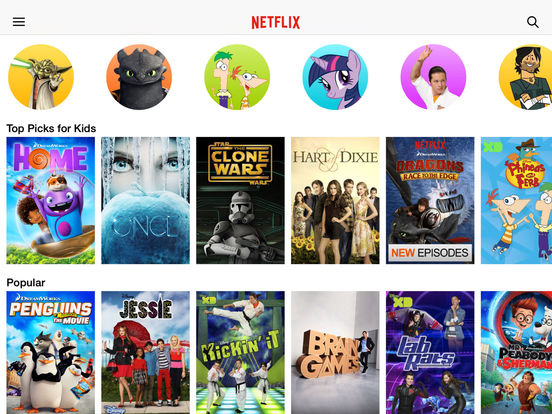 NETFLIX
Top Picks for Kids
DREAMWORKS
HOME
ONCE
STAR WARS
THE CLONE WARS
HART OF DIXIE
NETFLIX
DRAGONS
RACE TO THE EDGE
NEW EPISODES
XD
Phineas and Ferb
Popular
DREAMWORKS
PENGUINS
THE MOVIE
JESSIE
Disney
XD
KICKIN' IT
BRAIN GAMES
XD
Lab Rats
DREAMWORKS
MR. PEABODY & SHERMAN